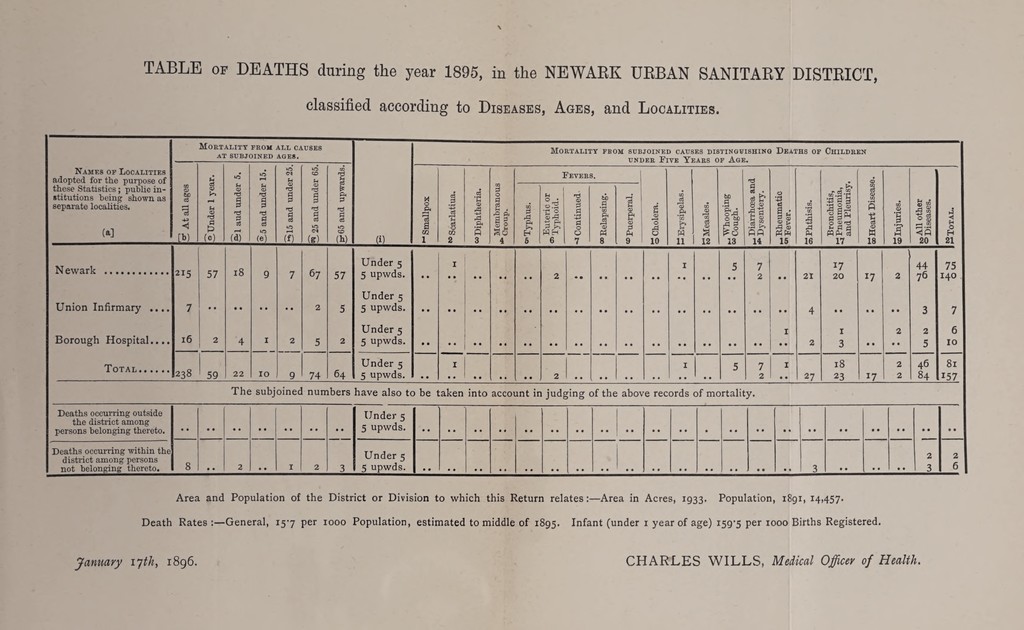 TABLE OF DEATHS during the year 1895, in the NEWARK URBAN SANITARY DISTRICT,
classified according to DISEASES, AGES, and LOCALITIES.
NAMES OF LOCALITIES
adopted for the purpose of
these Statistics; public in-
stitutions being shown as
separate localities.
[a]
MORTALITY FROM ALL CAUSES
AT SUBJOINED AGES.
At all ages (b)
Under 1 year. (c)
1 and under 5, (d)
5 and under 15. (e)
15 and under 25, (f)
25 and under 65. (g)
65 and upwards. (h)
(i)
MORTALITY FROM SUBJOINED CAUSES DISTINGUISHING DEATHS OF CHILDREN
UNDER FIVE YEARS OF AGE.
Smallpox 1
Scarlatina. 2
Diphtheria. 3
Membranous Croup. 4
FEVERS.
Typhus. 5
Enteric or Typhoid. 6
Continued. 7
Relapsing. 8
Puerperal. 9
Cholera. 10
Erysipelas. 11
Measles. 12
Whooping Cough. 13
Diarrhœa and Dysentery. 14
Rheumatic Fever. 15
Phthisis. 16
Bronchitis, Pneumonia, and Pleurisy. 17
Heart Disease. 18
Injuries. 19
All other Diseases. 20
TOTAL. 21
Under 5 1 1 5 7 17 44 75
Newark ............ 215 57 18 9 7 67 57 5 upwds. .. .. .. .. .. 2 .. .. .. .. .. .. .. 2 .. 21 20 17 2 76 140
Under 5
Union Infirmary .... 7 .. .. .. .. 2 5 5 upwds. .. .. .. .. .. .. .. .. .. .. .. .. .. .. .. 4 .. .. .. 3 7
Under 5 1 1 2 2 6
Borough Hospital.... 16 2 4 1 2 5 2 5 upwds. .. .. .. .. .. .. .. .. .. .. .. .. .. .. .. 2 3 .. .. 5 10
Under 5 1 1 5 7 1 18 2 46 81
TOTAL...... 238 59 22 10 9 74 64 5 upwds. .. .. .. .. .. 2 .. .. .. .. .. .. 2 .. 27 23 17 2 84 157
The subjoined numbers have also to be taken into account in judging of the above records of mortality.
Deaths occurring outside
the district among
persons belonging thereto. .. .. .. .. .. .. .. Under 5
5 upwds. .. .. .. .. .. .. .. .. .. .. .. . .. .. .. .. .. .. .. .. ..
Deaths occurring within the
district among persons Under 5 2 2
not belonging thereto. 8 .. 2 .. 1 2 3 5 upwds. .. .. .. .. .. .. .. .. .. .. .. .. .. .. .. 3 .. .. .. 3 6
Area and Population of the District or Division to which this Return relates:—Area in Acres, 1933. Population, 1891, 14,457.
Death Rates:—General, 15·7 per 1000 Population, estimated to middle of 1895. Infant (under 1 year of age) 159·5 per 1000 Births Registered.
January 17th, 1896.
CHARLES WILLS, Medical Officer of Health.